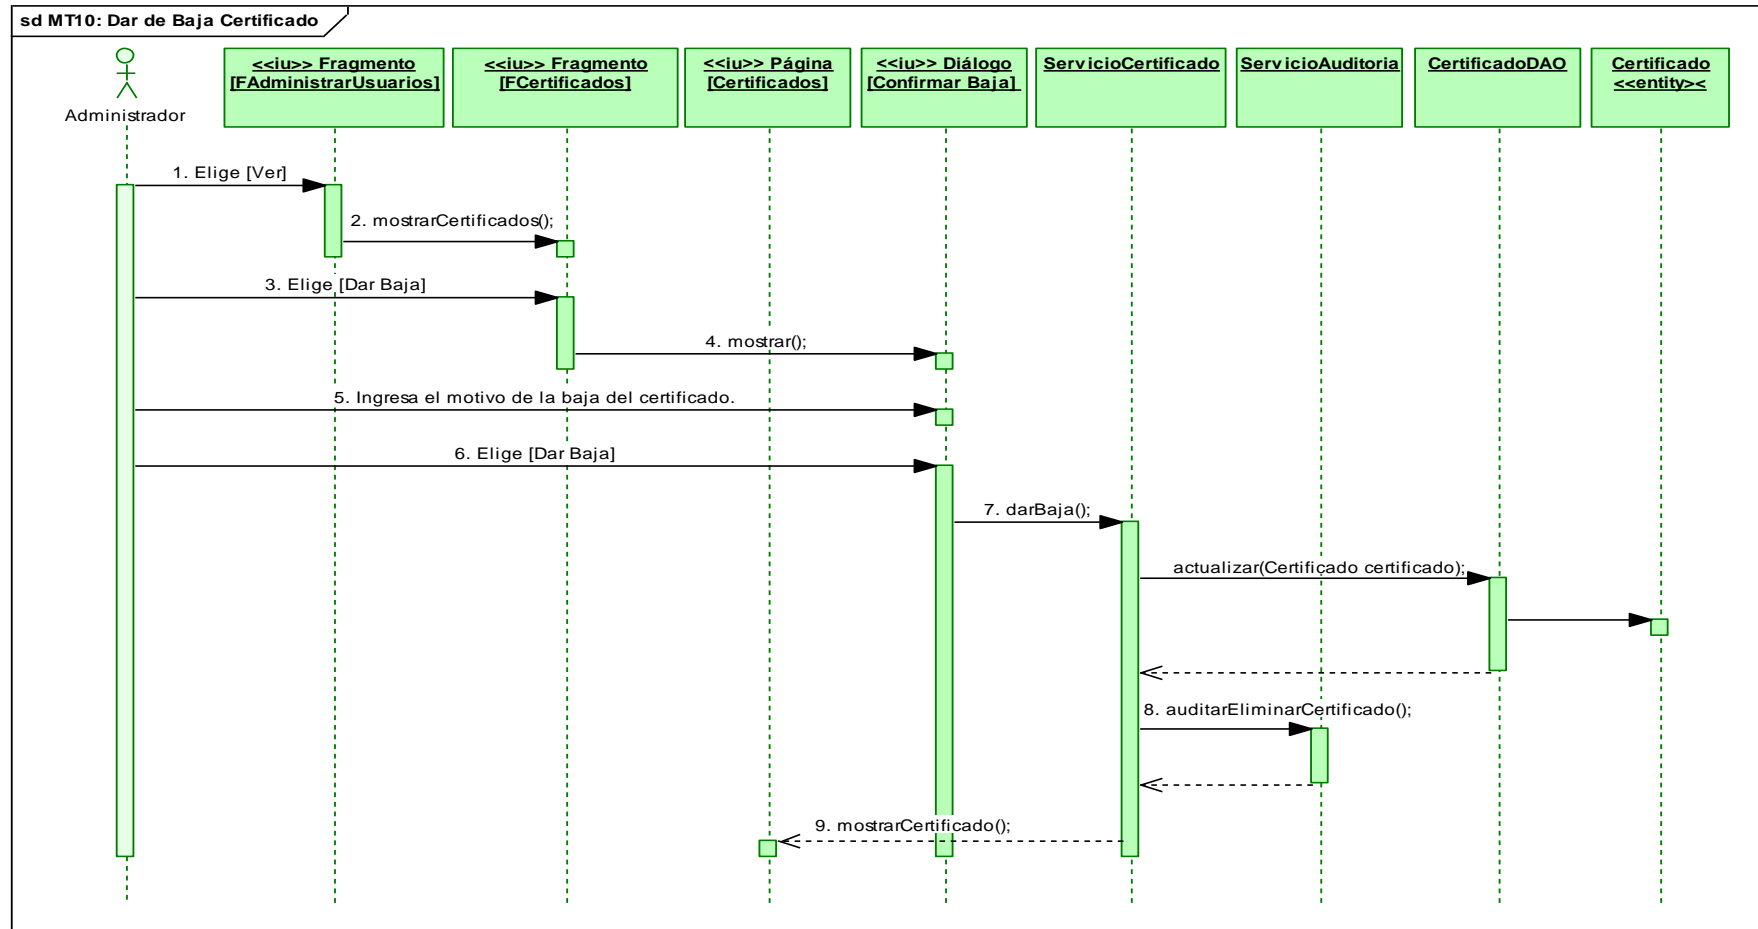 sd MT10: Dar de Baja Certificado
Administrador
<<iu>> Fragmento
[FAdministrarUsuarios]
<<iu>> Fragmento
[FCertificados]
<<iu>> Página
[Certificados]
<<iu>> Diálogo
[Confirmar Baja]
ServicioCertificado
ServicioAuditoria
CertificadoDAO
Certificado
<<entity><
1. Elige [Ver]
2. mostrarCertificados();
3. Elige [Dar Baja]
4. mostrar();
5. Ingresa el motivo de la baja del certificado.
6. Elige [Dar Baja]
7. darBaja();
actualizar(Certificado certificado);
8. auditarEliminarCertificado();
9. mostrarCertificado();